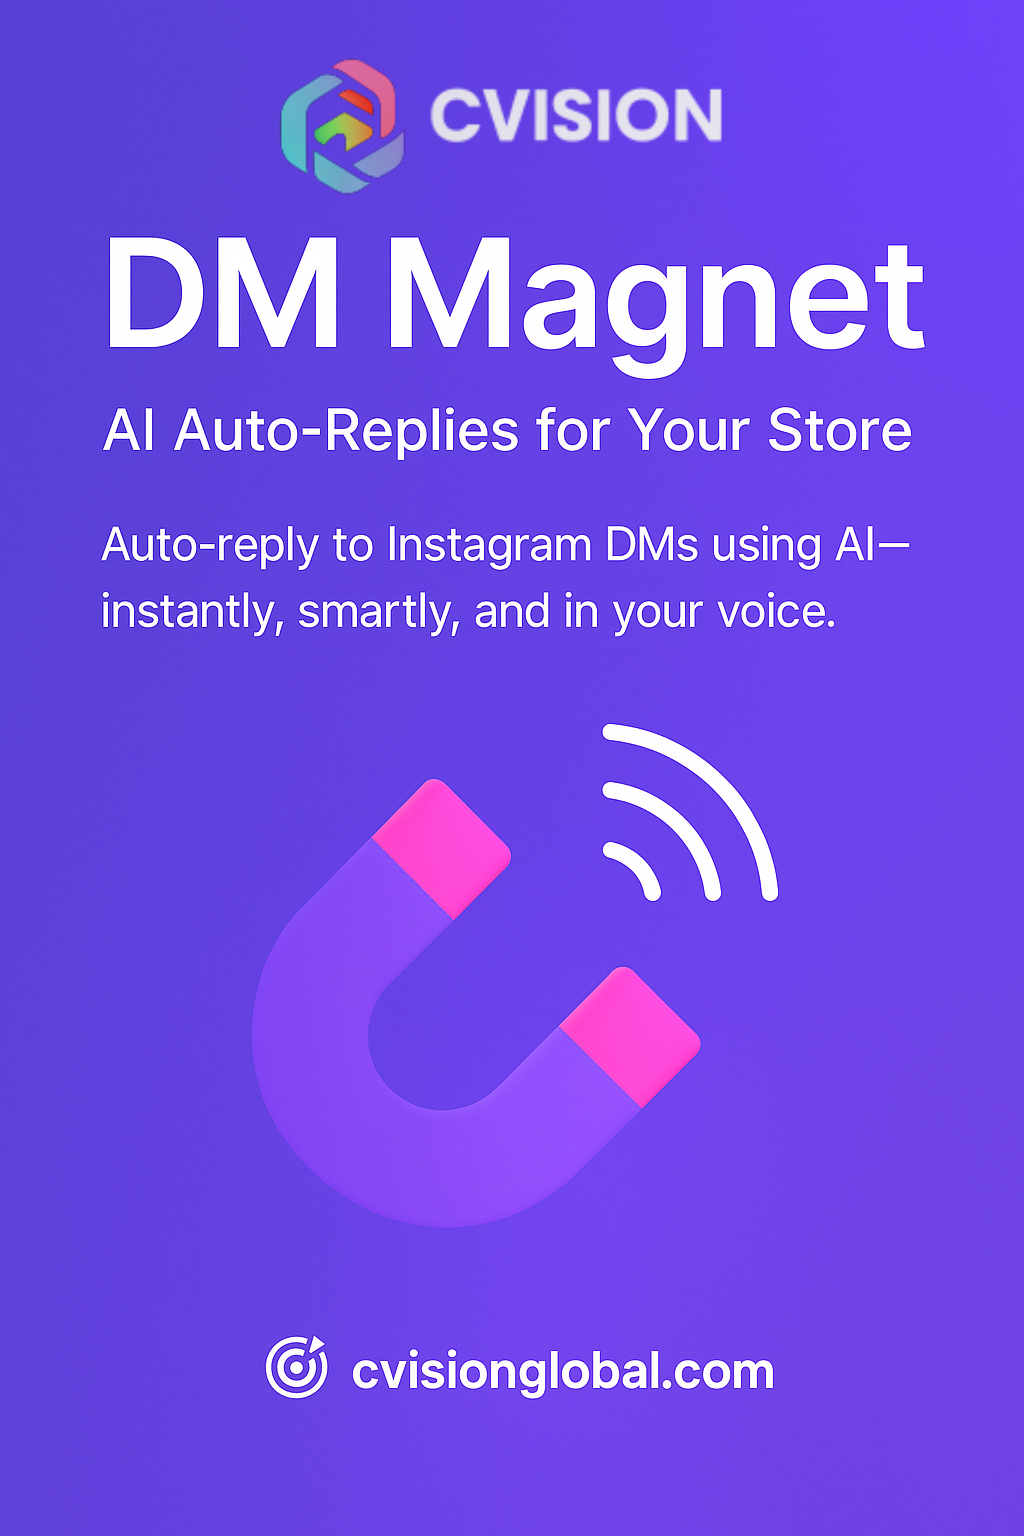 CVISION
DM Magnet
AI Auto-Replies for Your Store
Auto-reply to Instagram DMs using AI—
instantly, smartly, and in your voice.
cvisionglobal.com